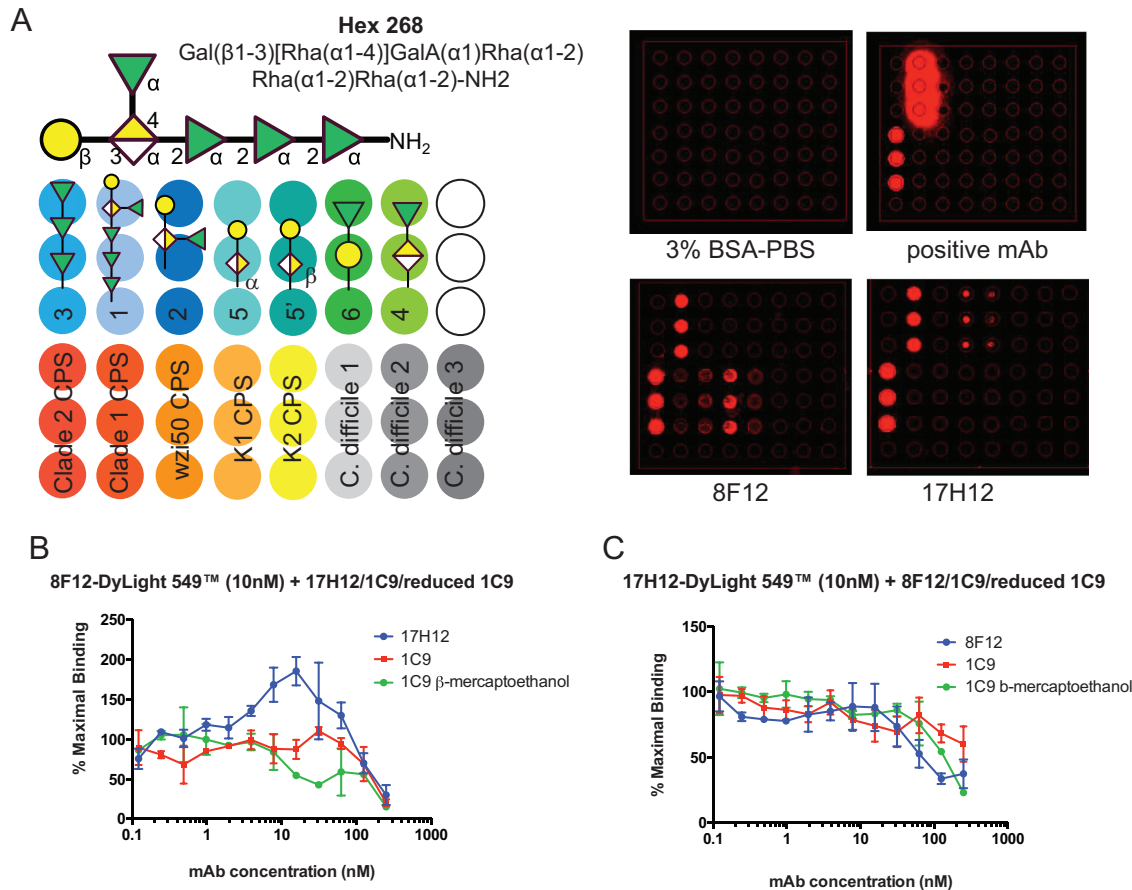 A
Hex 268
Gal(β1-3)[Rha(α1-4)]GalA(α1)Rha(α1-2)
Rha(α1-2)Rha(α1-2)-NH2
α
4
NH2
β 3 α 2 α 2 α 2 α
α β
3 1 2 5 5' 6 4
Clade 2 CPS
Clade 1 CPS
wzi50 CPS
K1 CPS
K2 CPS
C. difficile 1
C. difficile 2
C. difficile 3
3% BSA-PBS
positive mAb
8F12
17H12
B
8F12-DyLight 549™ (10nM) + 17H12/1C9/reduced 1C9
250
200
150
100
50
0
% Maximal Binding
17H12
1C9
1C9 β-mercaptoethanol
0.1 1 10 100 1000
mAb concentration (nM)
C
17H12-DyLight 549™ (10nM) + 8F12/1C9/reduced 1C9
150
100
50
0
% Maximal Binding
8F12
1C9
1C9 b-mercaptoethanol
0.1 1 10 100 1000
mAb concentration (nM)